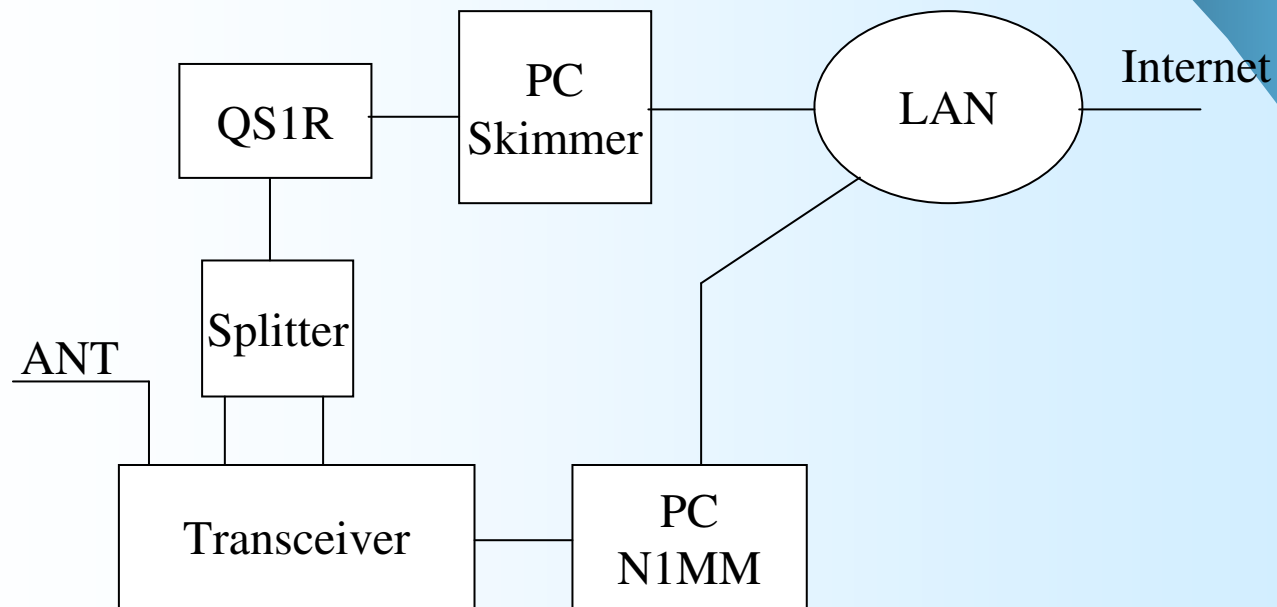 QS1R
PC
Skimmer
LAN
Internet
Splitter
ANT
Transceiver
PC
N1MM